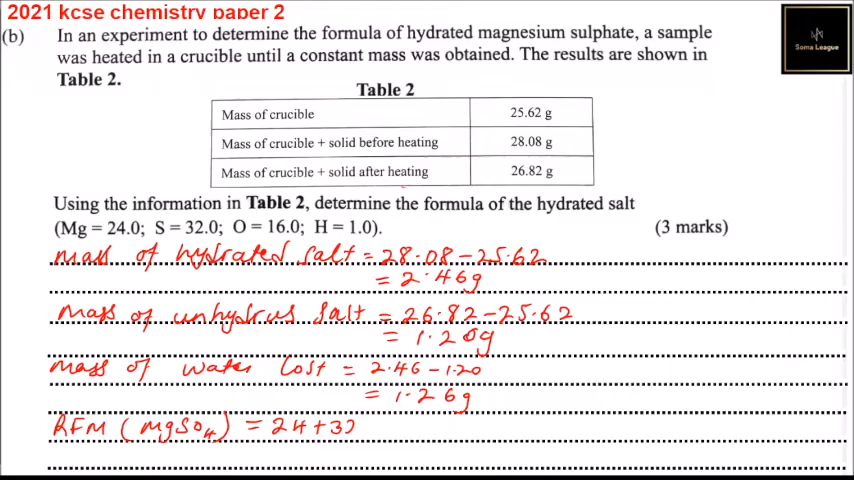 2021 kcse chemistry paper 2
(b) In an experiment to determine the formula of hydrated magnesium sulphate, a sample
was heated in a crucible until a constant mass was obtained. The results are shown in
Table 2.
Table 2
Mass of crucible 25.62 g
Mass of crucible + solid before heating 28.08 g
Mass of crucible + solid after heating 26.82 g
Using the information in Table 2, determine the formula of the hydrated salt
(Mg = 24.0; S = 32.0; O = 16.0; H = 1.0). (3 marks)
mass of hydrated salt = 28.08 - 25.62
= 2.46g
Mass of unhydrus salt = 26.82 - 25.62
= 1.20g
mass of water lost = 2.46 - 1.20
= 1.26g
RFM (MgSO4) = 24+32
Soma League